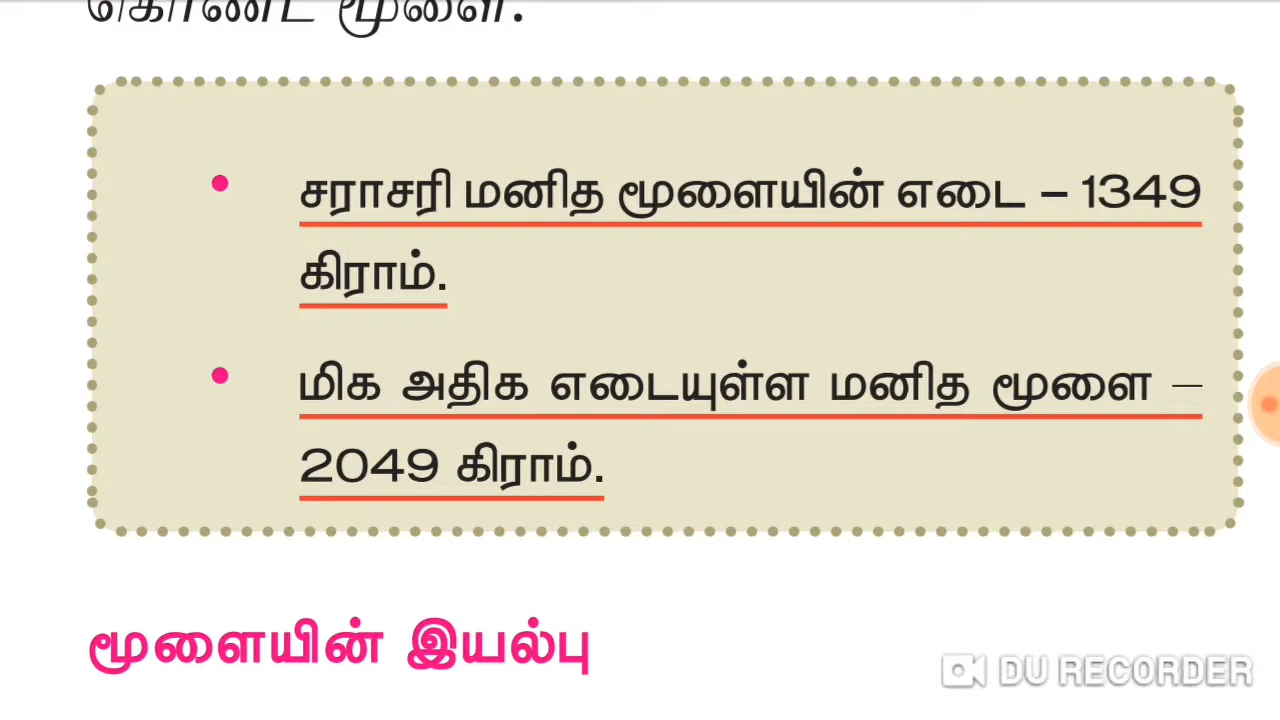 கொண்ட மூளை.
சராசரி மனித மூளையின் எடை – 1349
கிராம்.
மிக அதிக எடையுள்ள மனித மூளை –
2049 கிராம்.
மூளையின் இயல்பு
DU RECORDER